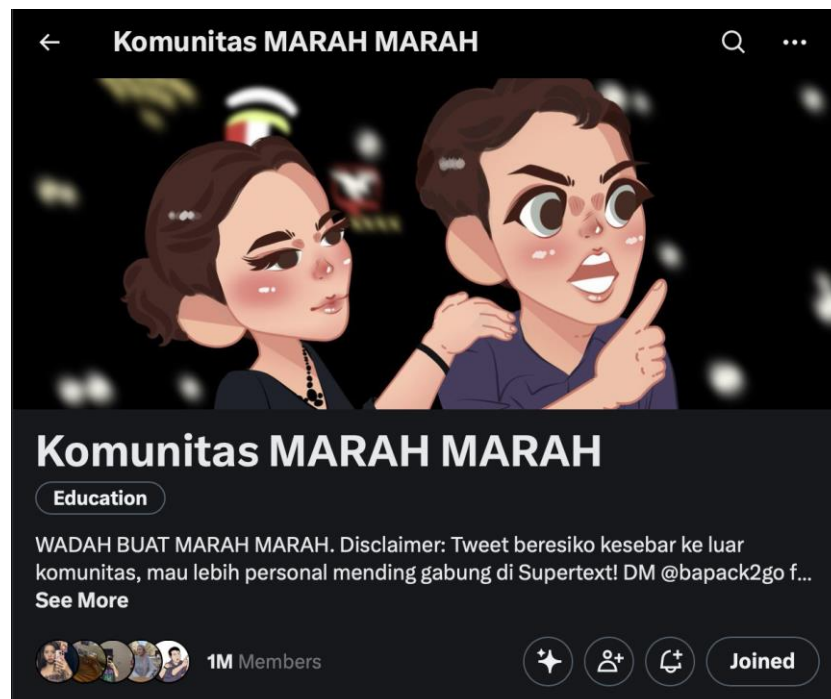 Komunitas MARAH MARAH
Komunitas MARAH MARAH
Education
WADAH BUAT MARAH MARAH. Disclaimer: Tweet beresiko kesebar ke luar
komunitas, mau lebih personal mending gabung di Supertext! DM @bapack2go f...
See More
1M Members
Joined